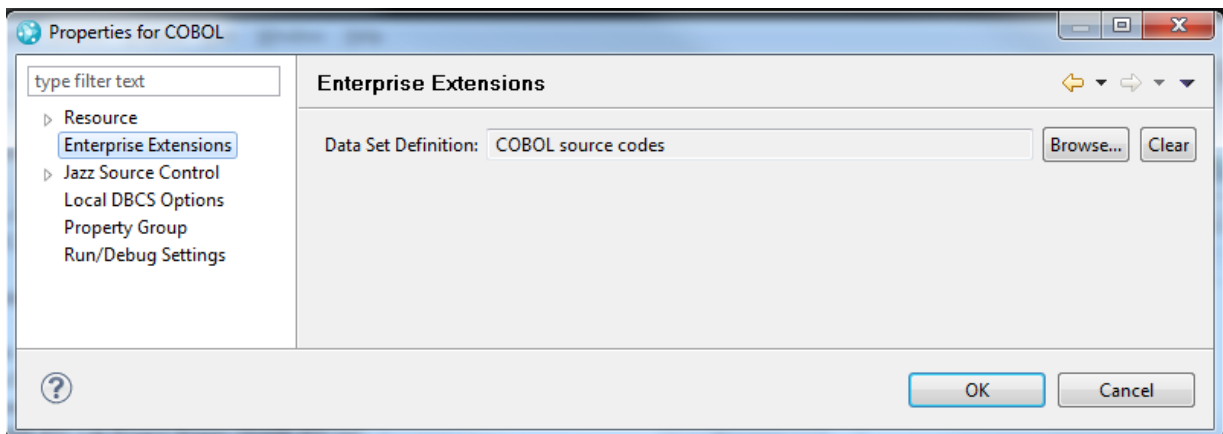 Properties for COBOL
type filter text
Enterprise Extensions
Resource
Enterprise Extensions
Jazz Source Control
Local DBCS Options
Property Group
Run/Debug Settings
Data Set Definition: COBOL source codes Browse... Clear
? OK Cancel